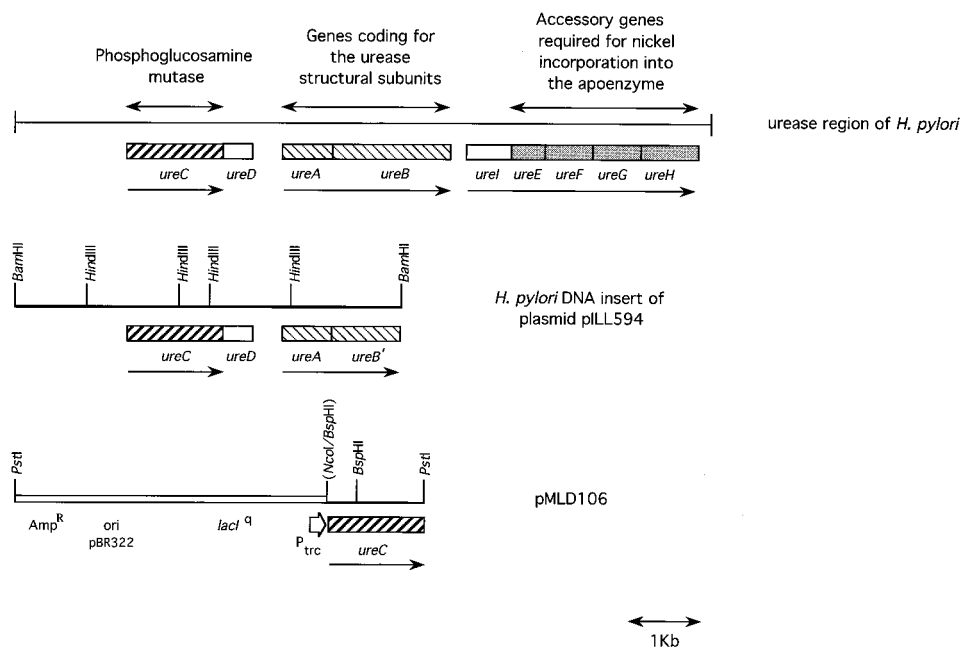 Phosphoglucosamine
mutase
Genes coding for
the urease
structural subunits
Accessory genes
required for nickel
incorporation into
the apoenzyme
urease region of H. pylori
ureC
ureD
ureA
ureB
ureI
ureE
ureF
ureG
ureH
BamHI
HindIII
HindIII
HindIII
HindIII
BamHI
H. pylori DNA insert of
plasmid pILL594
ureC
ureD
ureA
ureB'
PstI
(NcoI/BspHI)
BspHI
PstI
pMLD106
AmpR
ori
pBR322
lacIq
Ptrc
ureC
1Kb